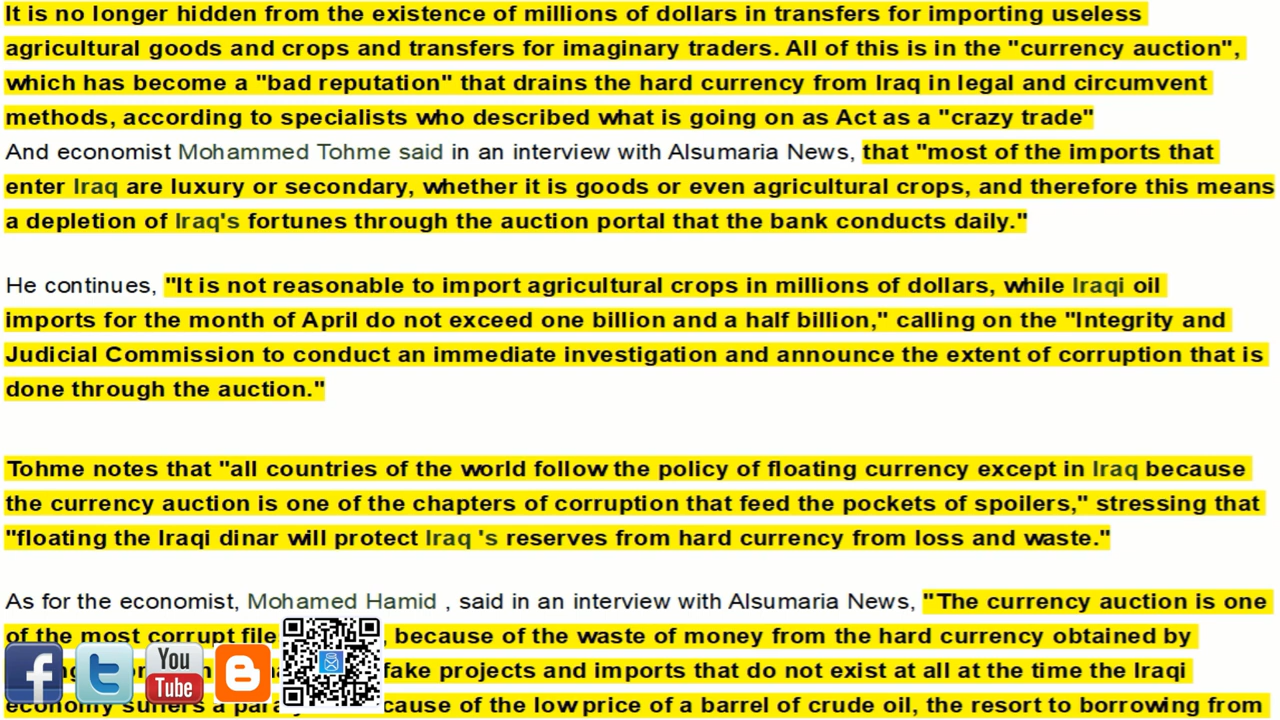 It is no longer hidden from the existence of millions of dollars in transfers for importing useless
agricultural goods and crops and transfers for imaginary traders. All of this is in the "currency auction",
which has become a "bad reputation" that drains the hard currency from Iraq in legal and circumvent
methods, according to specialists who described what is going on as Act as a "crazy trade"
And economist Mohammed Tohme said in an interview with Alsumaria News, that "most of the imports that
enter Iraq are luxury or secondary, whether it is goods or even agricultural crops, and therefore this means
a depletion of Iraq's fortunes through the auction portal that the bank conducts daily."
He continues, "It is not reasonable to import agricultural crops in millions of dollars, while Iraqi oil
imports for the month of April do not exceed one billion and a half billion," calling on the "Integrity and
Judicial Commission to conduct an immediate investigation and announce the extent of corruption that is
done through the auction."
Tohme notes that "all countries of the world follow the policy of floating currency except in Iraq because
the currency auction is one of the chapters of corruption that feed the pockets of spoilers," stressing that
"floating the Iraqi dinar will protect Iraq 's reserves from hard currency from loss and waste."
As for the economist, Mohamed Hamid , said in an interview with Alsumaria News, "The currency auction is one
of the most corrupt file , because of the waste of money from the hard currency obtained by
fake projects and imports that do not exist at all at the time the Iraqi
economy suffers a of the low price of a barrel of crude oil, the resort to borrowing from
You
Tube